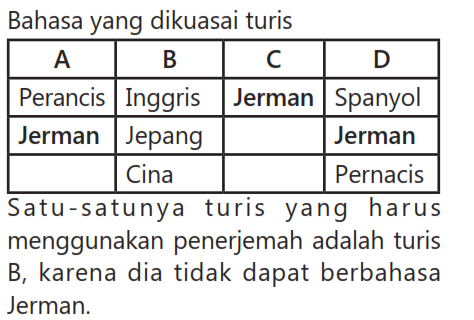 Bahasa yang dikuasai turis
A B C D
Perancis Inggris Jerman Spanyol
Jerman Jepang Jerman
Cina Pernacis
Satu-satunya turis yang harus
menggunakan penerjemah adalah turis
B, karena dia tidak dapat berbahasa
Jerman.